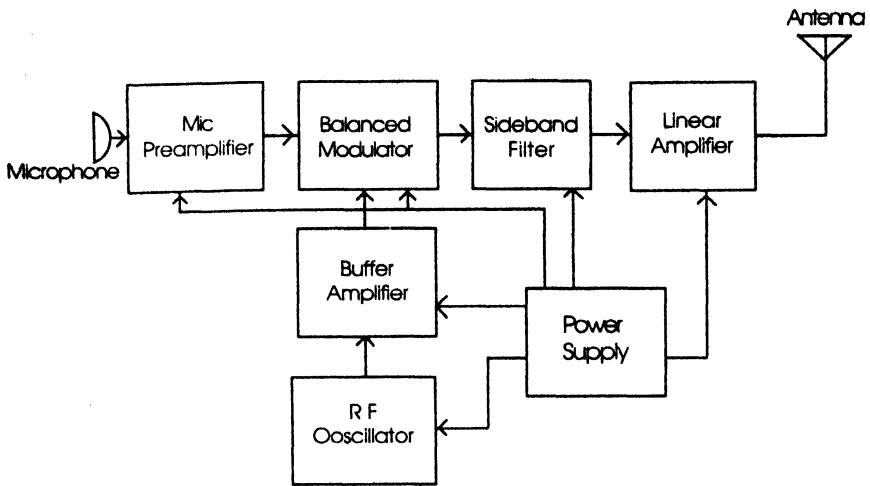 Antenna
Mic
Preamplifier
Balanced
Modulator
Sideband
Filter
Linear
Amplifier
Microphone
Buffer
Amplifier
Power
Supply
R F
Ooscillator